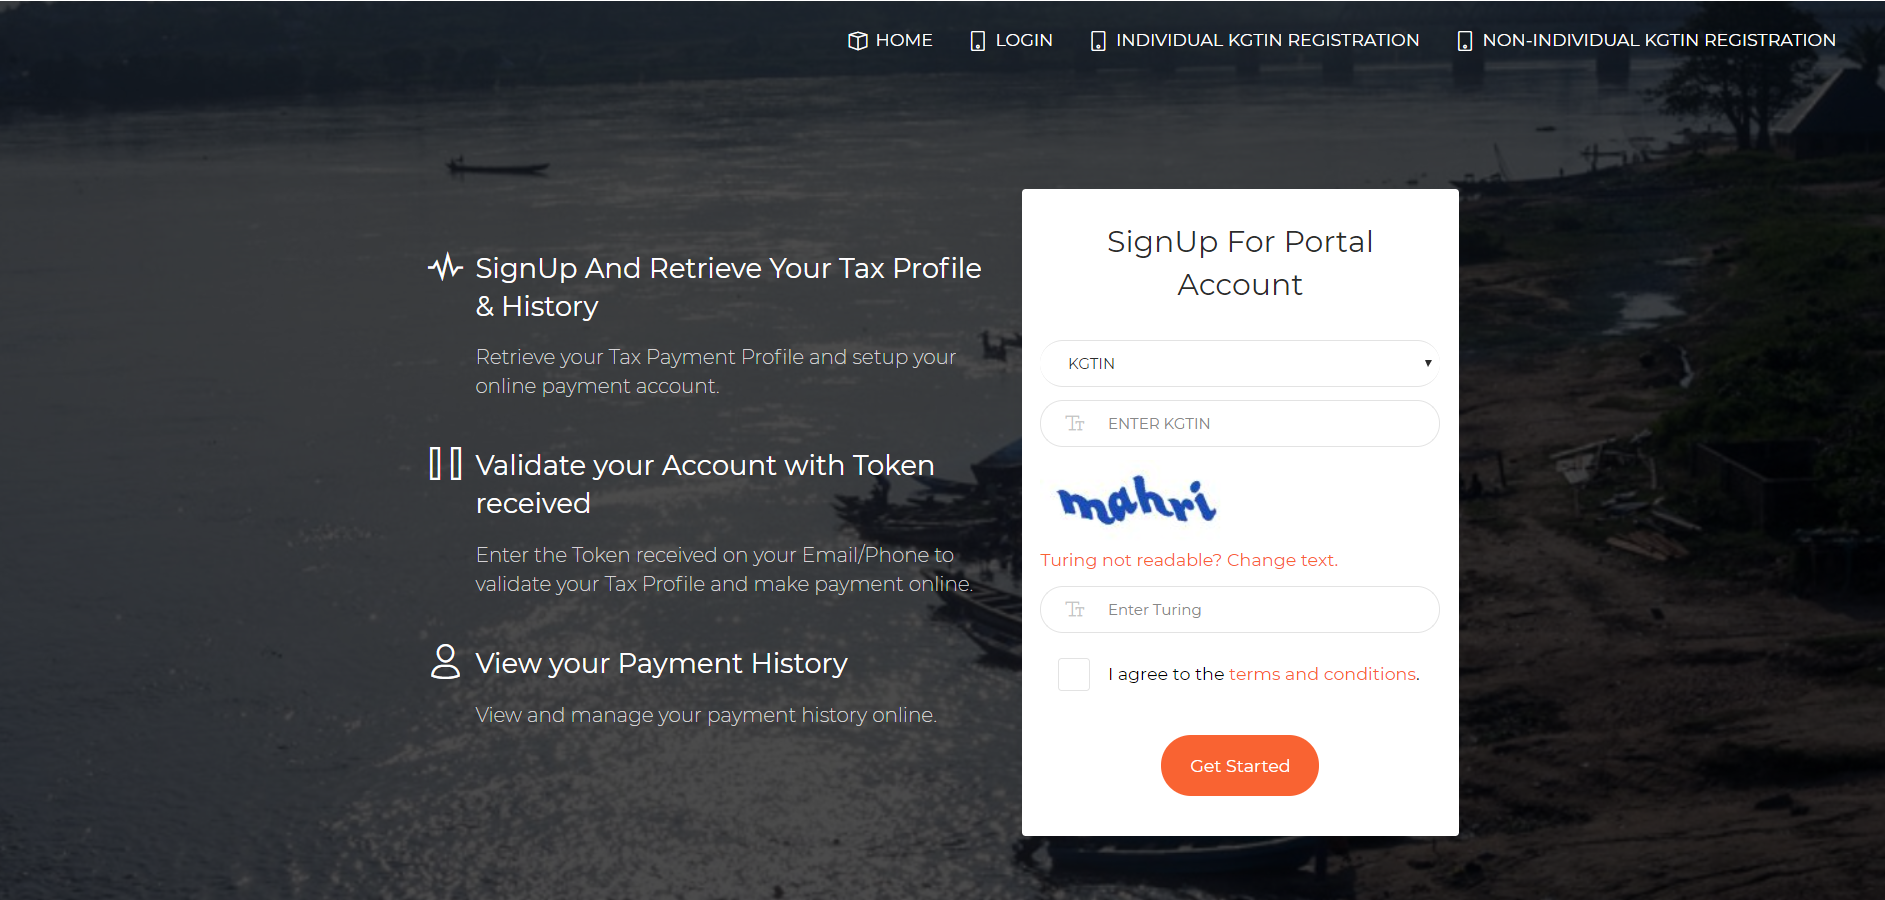 HOME LOGIN INDIVIDUAL KGTIN REGISTRATION NON-INDIVIDUAL KGTIN REGISTRATION
SignUp And Retrieve Your Tax Profile
& History
Retrieve your Tax Payment Profile and setup your
online payment account.
Validate your Account with Token
received
Enter the Token received on your Email/Phone to
validate your Tax Profile and make payment online.
View your Payment History
View and manage your payment history online.
SignUp For Portal
Account
KGTIN
ENTER KGTIN
mahri
Turing not readable? Change text.
Enter Turing
I agree to the terms and conditions.
Get Started